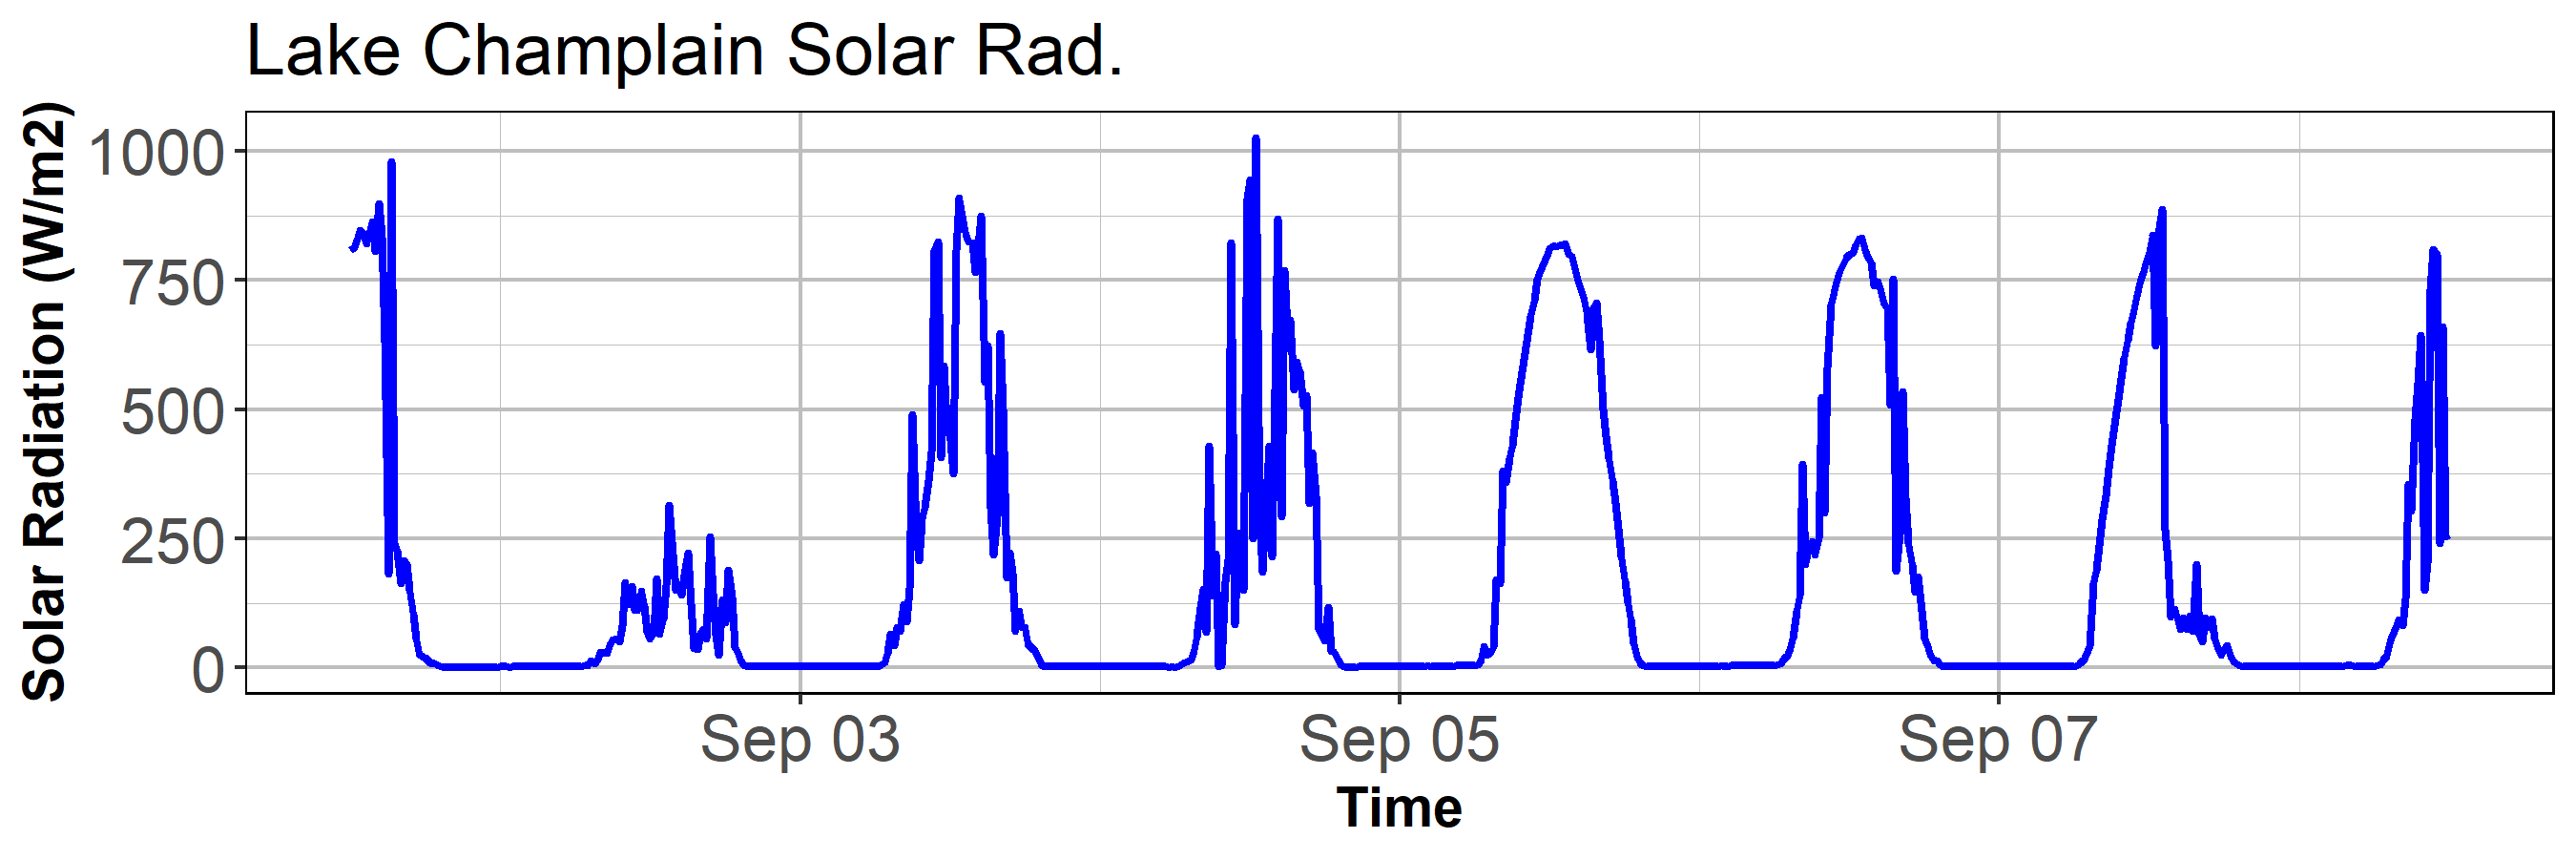 Lake Champlain Solar Rad.
Solar Radiation (W/m2)
1000
750
500
250
0
Sep 03
Sep 05
Sep 07
Time